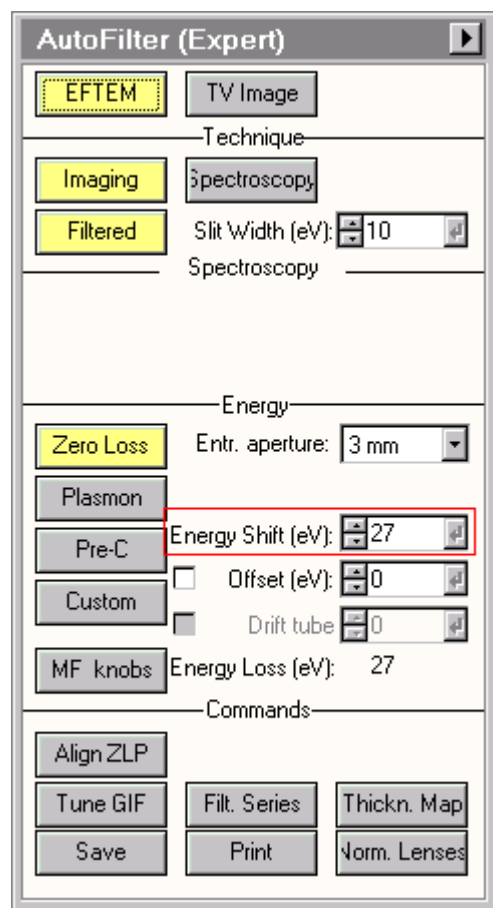 AutoFilter (Expert)
EFTEM TV Image
Technique
Imaging Spectroscopy
Filtered Slit Width (eV): 10
Spectroscopy
Energy
Zero Loss Entr. aperture: 3 mm
Plasmon
Pre-C Energy Shift (eV): 27
Offset (eV): 0
Custom Drift tube 0
MF knobs Energy Loss (eV): 27
Commands
Align ZLP
Tune GIF Filt. Series Thickn. Map
Save Print Norm. Lenses